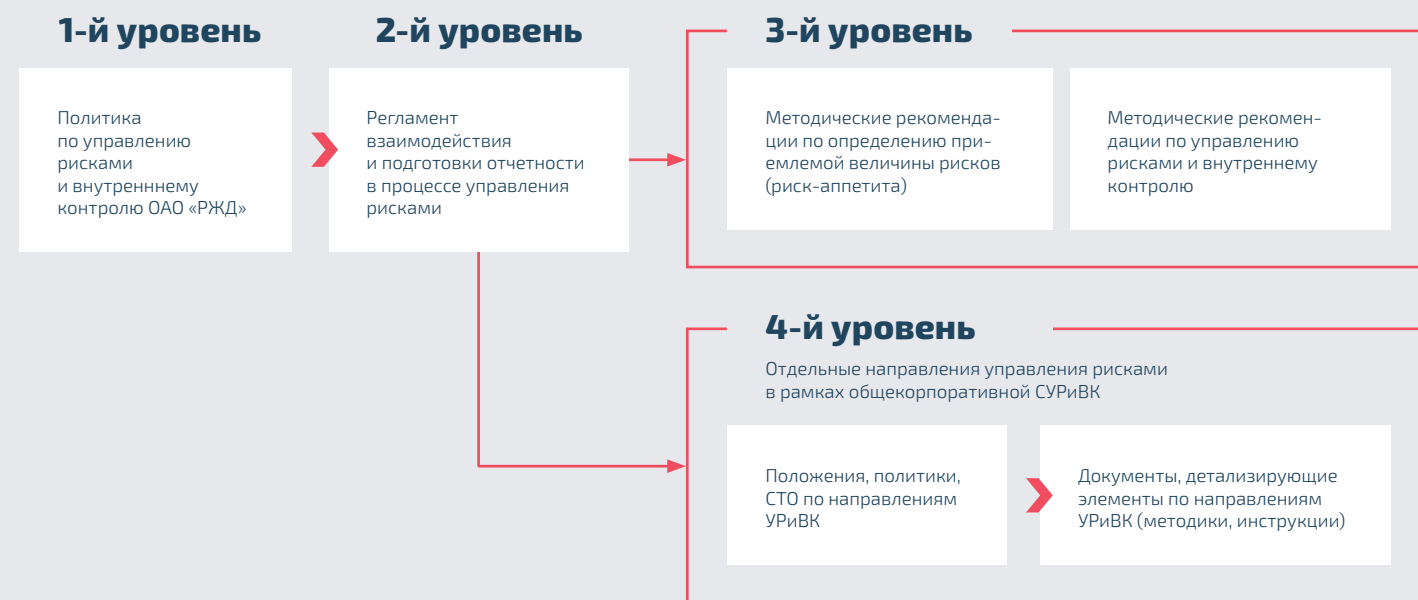 1-й уровень
Политика
по управлению
рисками
и внутренннему
контролю ОАО «РЖД»
2-й уровень
Регламент
взаимодействия
и подготовки отчетности
в процессе управления
рисками
3-й уровень
Методические рекоменда-
ции по определению при-
емлемой величины рисков
(риск-аппетита)
Методические рекомен-
дации по управлению
рисками и внутреннему
контролю
4-й уровень
Отдельные направления управления рисками
в рамках общекорпоративной СУРиВК
Положения, политики,
СТО по направлениям
УРиВК
Документы, детализирующие
элементы по направлениям
УРиВК (методики, инструкции)